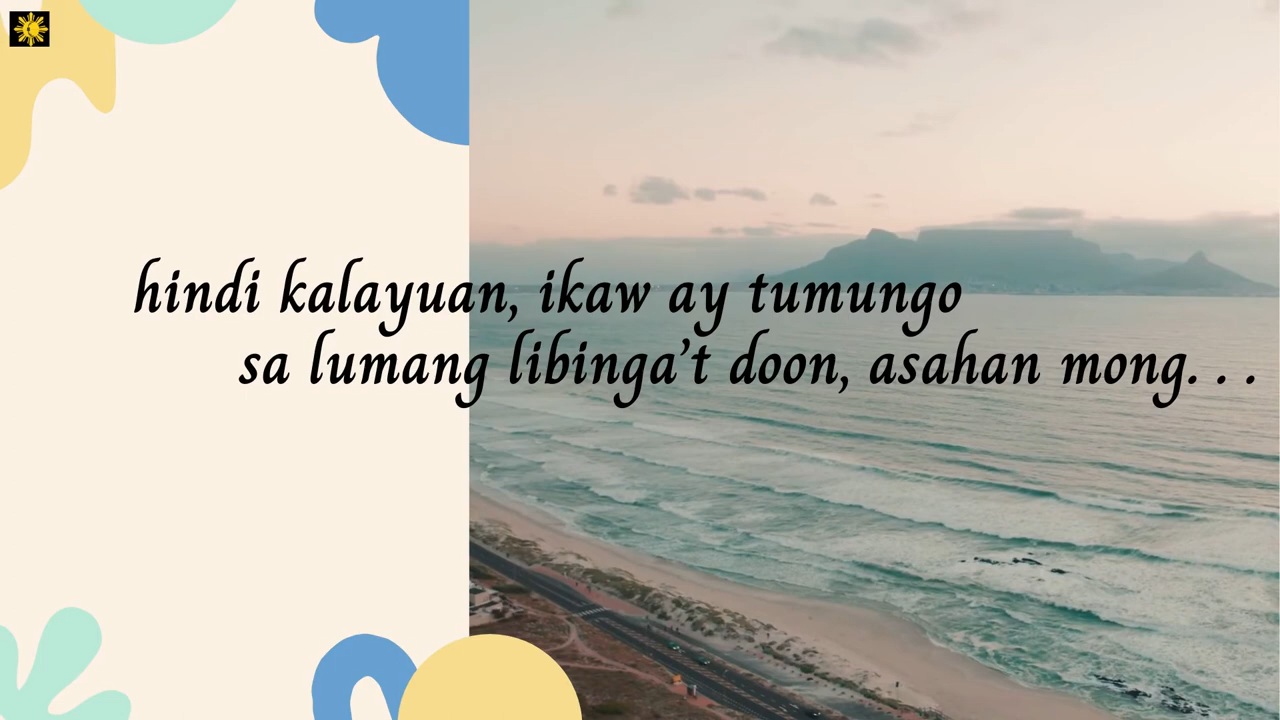 hindi kalayuan, ikaw ay tumungo
sa lumang libinga't doon, asahan mong. . .